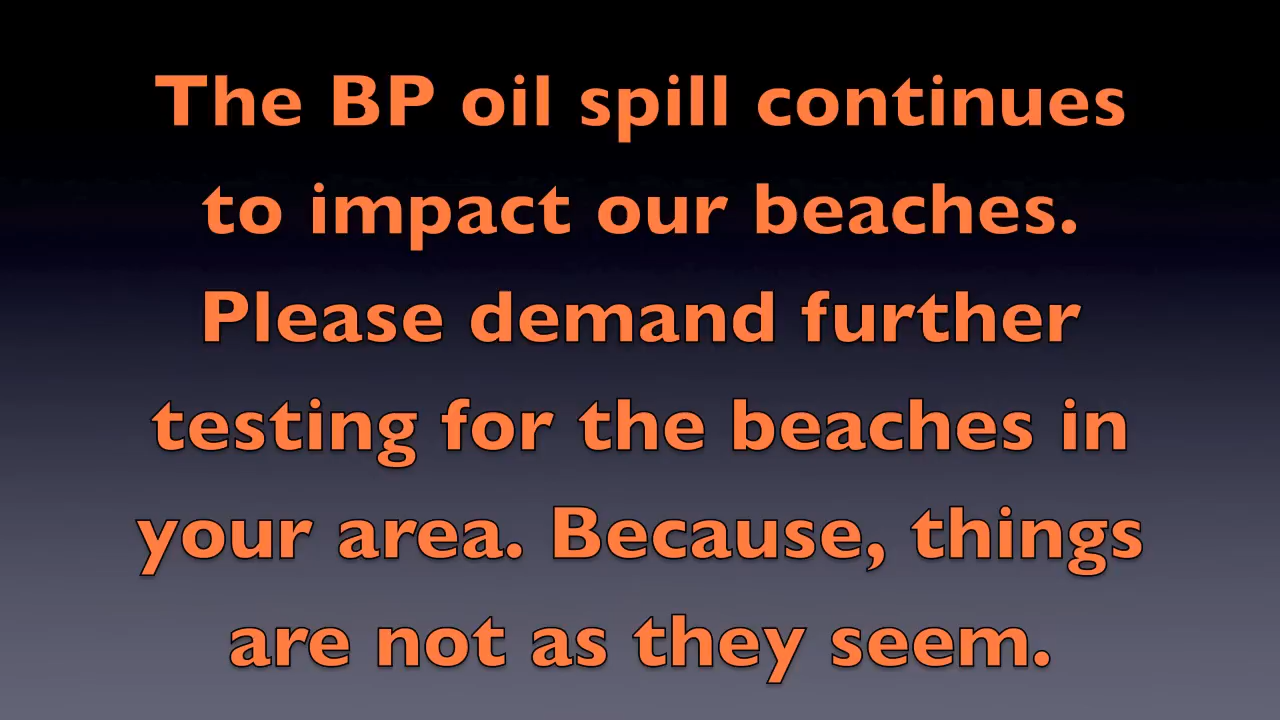 The BP oil spill continues
to impact our beaches.
Please demand further
testing for the beaches in
your area. Because, things
are not as they seem.